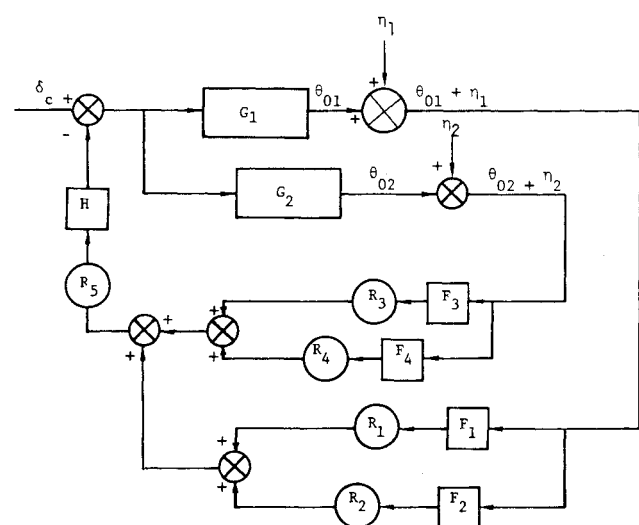 η1
δc + + θ01 + θ01 + η1
G1
- η2
+
H G2 θ02 θ02 + η2
R5 + R3 F3
+ +
+ R4 F4
+ R1 F1
+ R2 F2